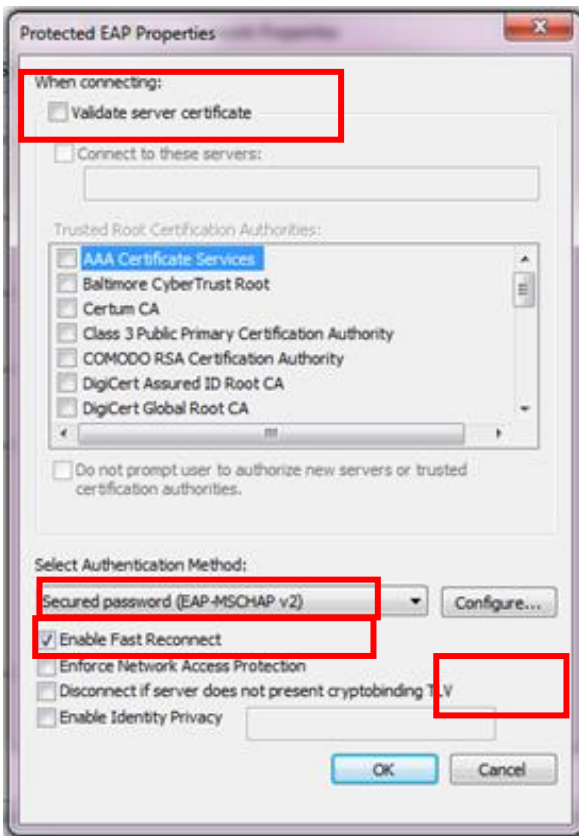 Protected EAP Properties
When connecting:
Validate server certificate
Connect to these servers:
Trusted Root Certification Authorities:
AAA Certificate Services
Baltimore CyberTrust Root
Certum CA
Class 3 Public Primary Certification Authority
COMODO RSA Certification Authority
DigiCert Assured ID Root CA
DigiCert Global Root CA
Do not prompt user to authorize new servers or trusted
certification authorities.
Select Authentication Method:
Secured password (EAP-MSCHAP v2)
Configure...
Enable Fast Reconnect
Enforce Network Access Protection
Disconnect if server does not present cryptobinding TLV
Enable Identity Privacy
OK
Cancel